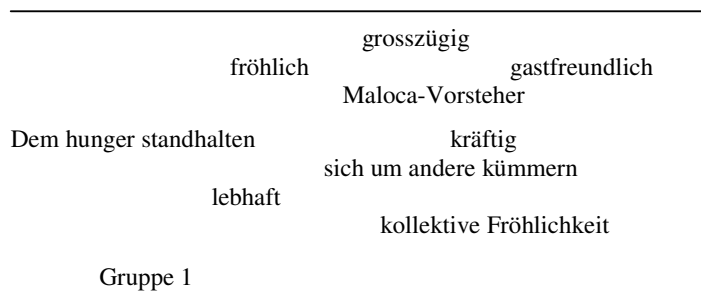 grosszügig
fröhlich gastfreundlich
Maloca-Vorsteher
Dem hunger standhalten kräftig
sich um andere kümmern
lebhaft
kollektive Fröhlichkeit
Gruppe 1